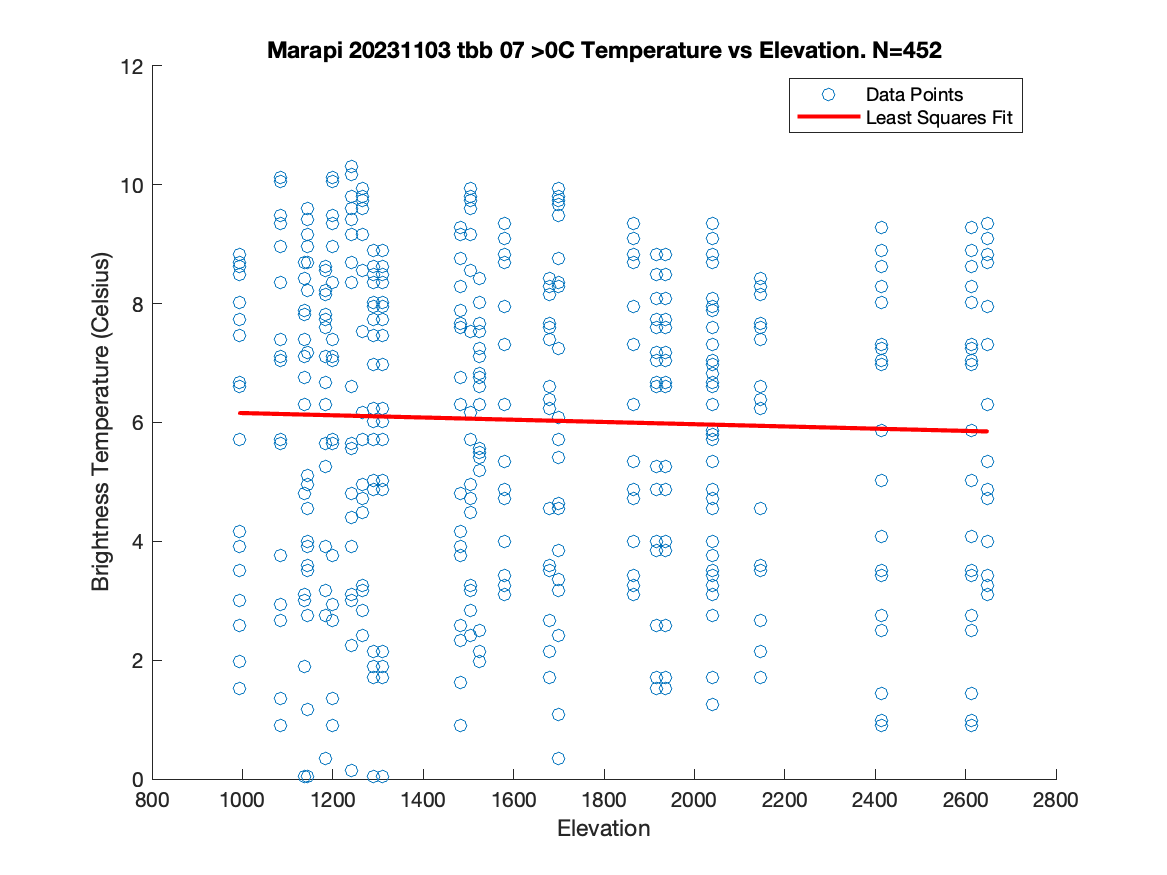 Marapi 20231103 tbb 07 >0C Temperature vs Elevation. N=452
Data Points
Least Squares Fit
12
10
8
6
4
2
0
Brightness Temperature (Celsius)
800 1000 1200 1400 1600 1800 2000 2200 2400 2600 2800
Elevation